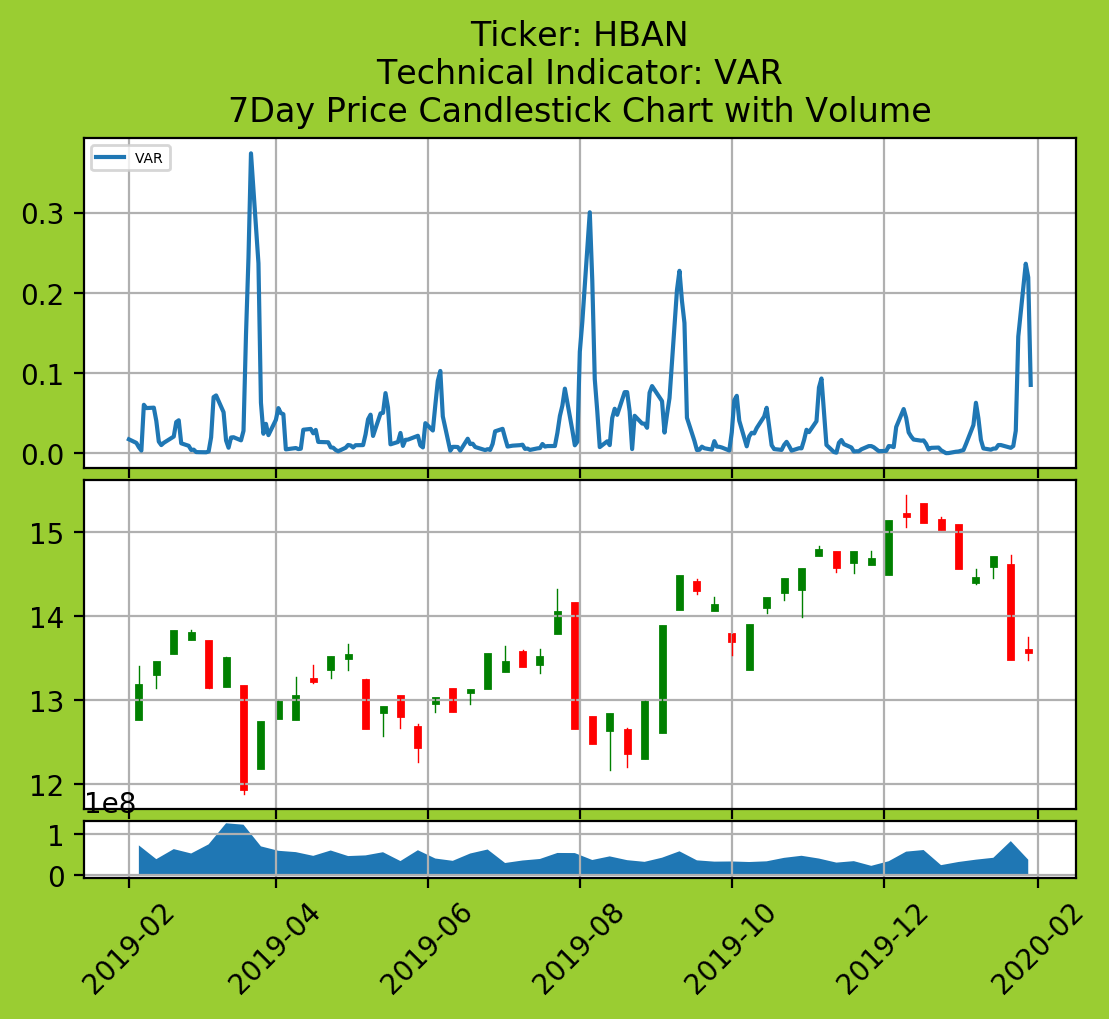 Ticker: HBAN
Technical Indicator: VAR
7Day Price Candlestick Chart with Volume
VAR
0.3
0.2
0.1
0.0
15
14
13
12
1e8
1
0
2019-02 2019-04 2019-06 2019-08 2019-10 2019-12 2020-02